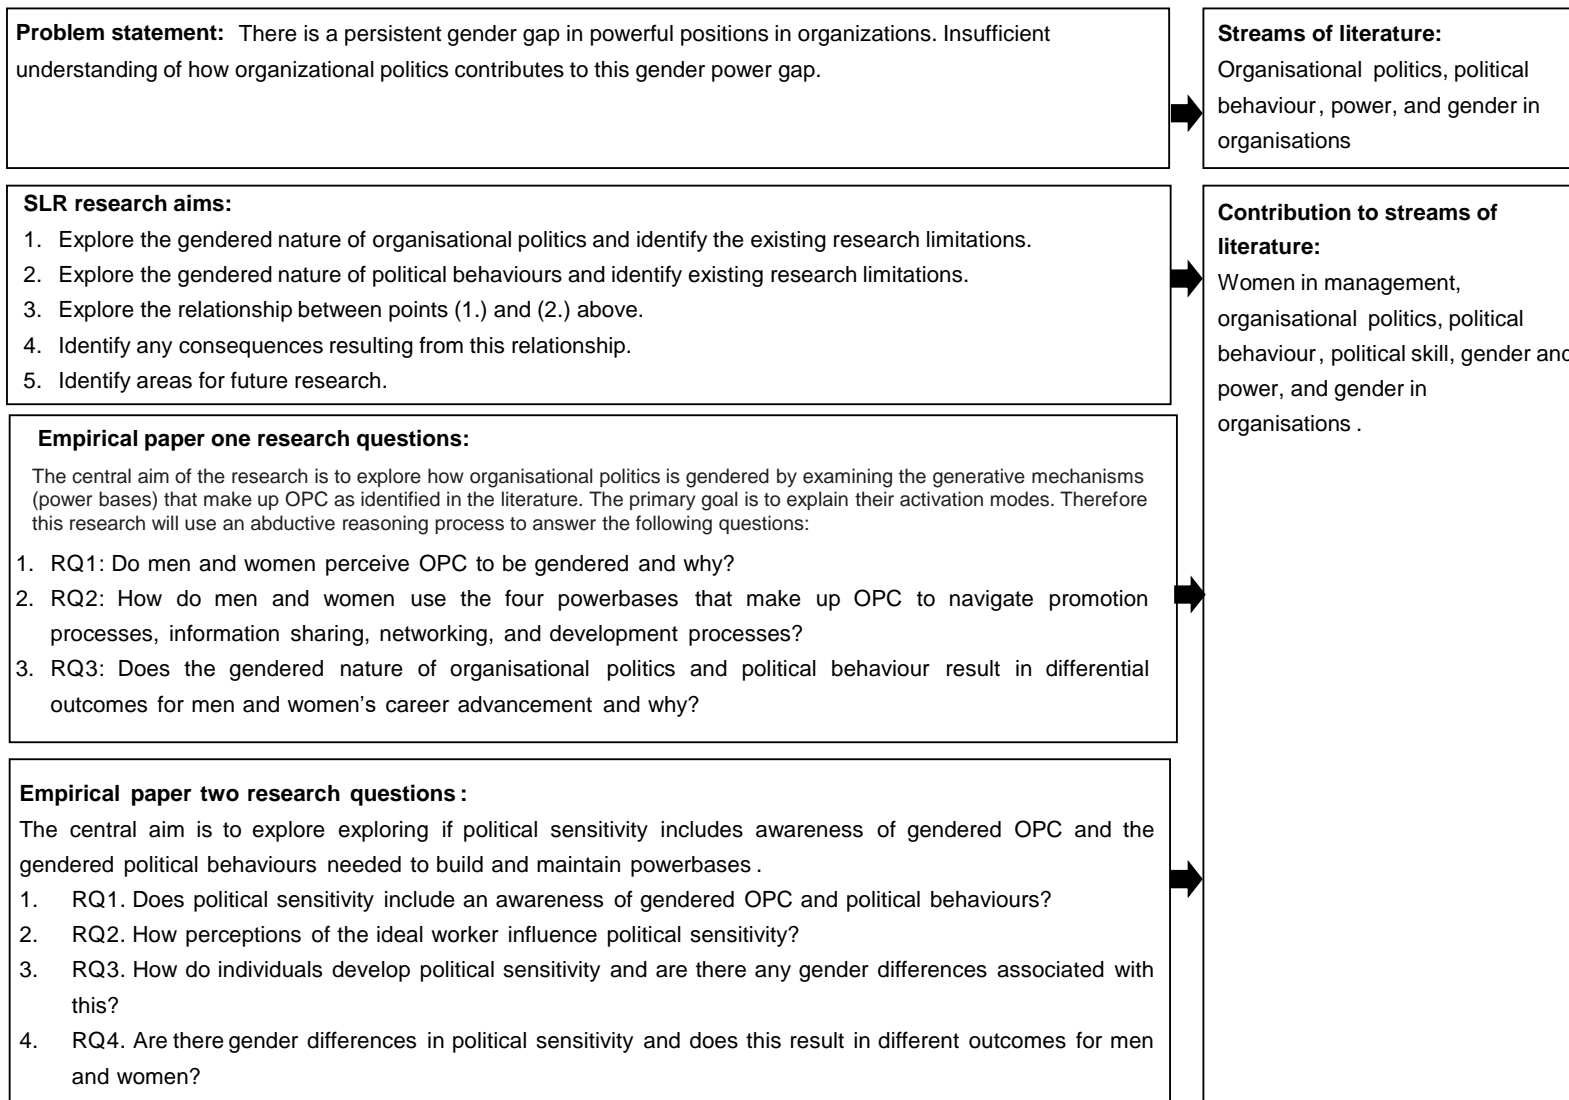 Problem statement: There is a persistent gender gap in powerful positions in organizations. Insufficient
understanding of how organizational politics contributes to this gender power gap.
Streams of literature:
Organisational politics, political
behaviour, power, and gender in
organisations
SLR research aims:
1. Explore the gendered nature of organisational politics and identify the existing research limitations.
2. Explore the gendered nature of political behaviours and identify existing research limitations.
3. Explore the relationship between points (1.) and (2.) above.
4. Identify any consequences resulting from this relationship.
5. Identify areas for future research.
Contribution to streams of
literature:
Women in management,
organisational politics, political
behaviour, political skill, gender and
power, and gender in
organisations.
Empirical paper one research questions:
The central aim of the research is to explore how organisational politics is gendered by examining the generative mechanisms
(power bases) that make up OPC as identified in the literature. The primary goal is to explain their activation modes. Therefore
this research will use an abductive reasoning process to answer the following questions:
1. RQ1: Do men and women perceive OPC to be gendered and why?
2. RQ2: How do men and women use the four powerbases that make up OPC to navigate promotion
processes, information sharing, networking, and development processes?
3. RQ3: Does the gendered nature of organisational politics and political behaviour result in differential
outcomes for men and women's career advancement and why?
Empirical paper two research questions:
The central aim is to explore exploring if political sensitivity includes awareness of gendered OPC and the
gendered political behaviours needed to build and maintain powerbases.
1. RQ1. Does political sensitivity include an awareness of gendered OPC and political behaviours?
2. RQ2. How perceptions of the ideal worker influence political sensitivity?
3. RQ3. How do individuals develop political sensitivity and are there any gender differences associated with
this?
4. RQ4. Are there gender differences in political sensitivity and does this result in different outcomes for men
and women?